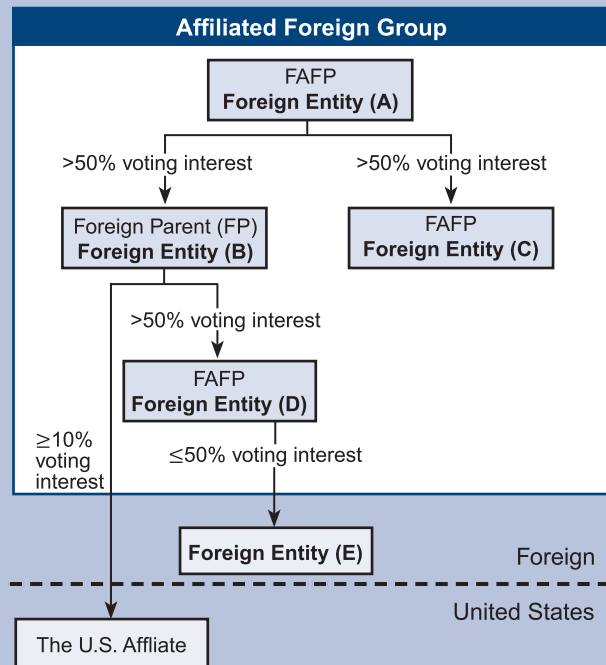 Affiliated Foreign Group
FAFP
Foreign Entity (A)
>50% voting interest
>50% voting interest
Foreign Parent (FP)
Foreign Entity (B)
FAFP
Foreign Entity (C)
>50% voting interest
FAFP
Foreign Entity (D)
≥10%
voting
interest
≤50% voting interest
Foreign Entity (E)
Foreign
United States
The U.S. Affliate